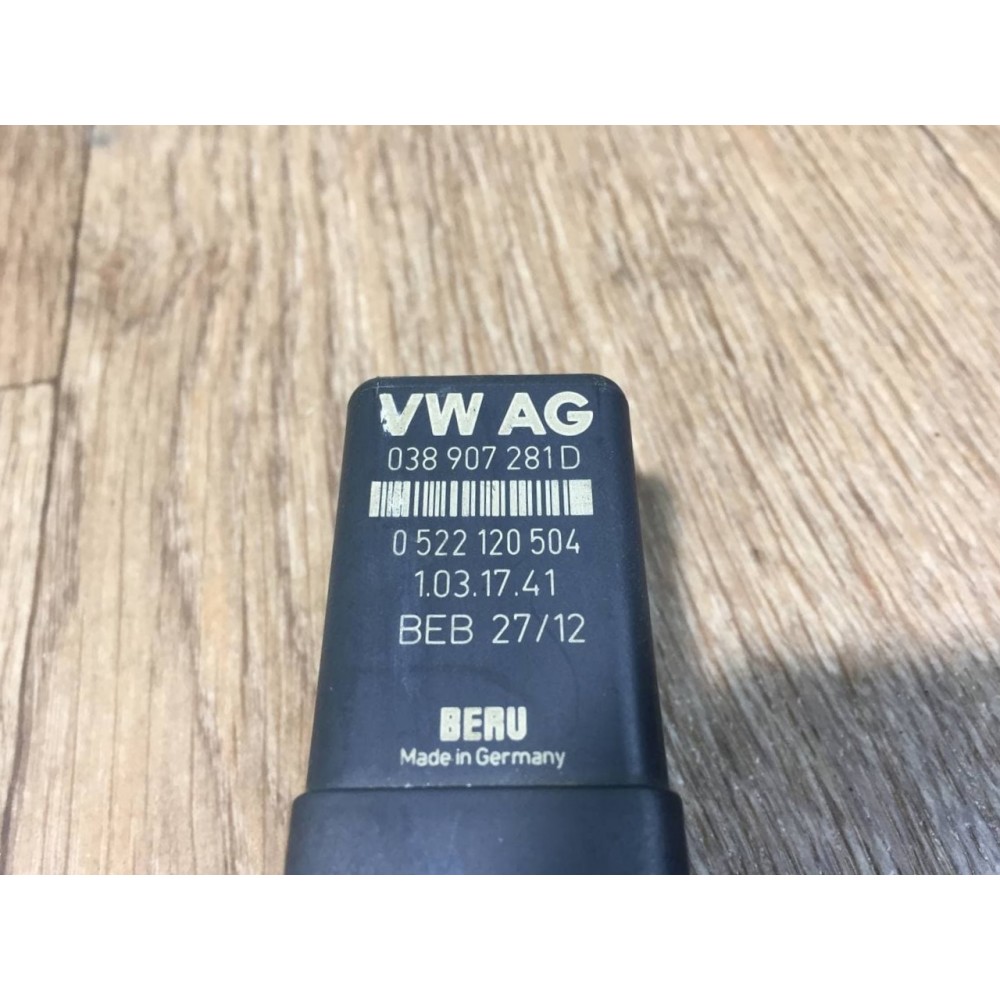 VW AG
038 907 281D
0 522 120 504
1.03.17.41
BEB 27/12
BERU
Made in Germany